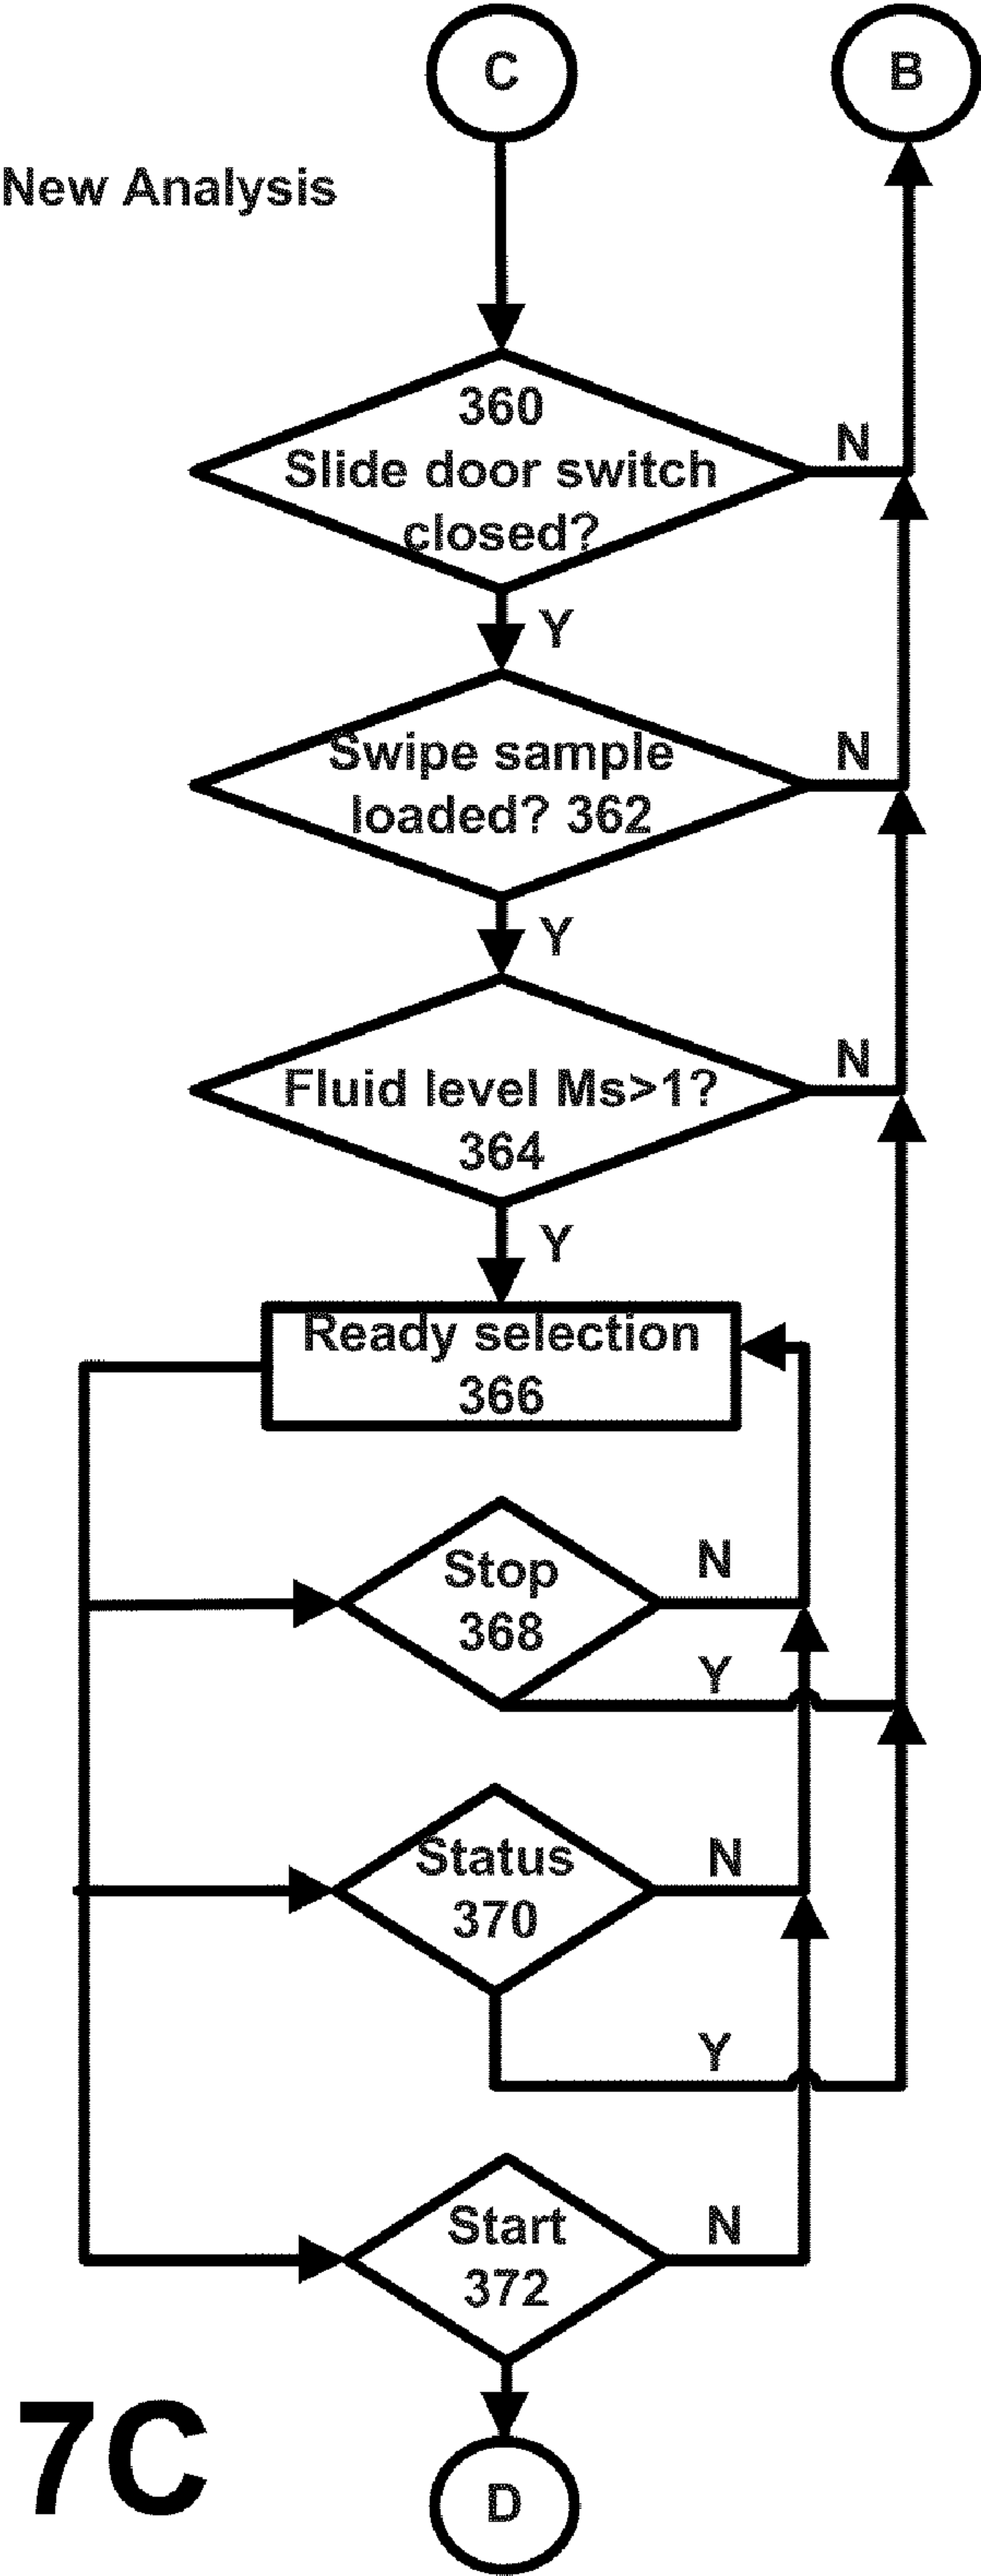 C
B
New Analysis
360
Slide door switch
closed?
N
Y
Swipe sample
loaded? 362
N
Y
Fluid level Ms>1?
364
N
Y
Ready selection
366
Stop
368
N
Y
Status
370
N
Y
Start
372
N
D
7C